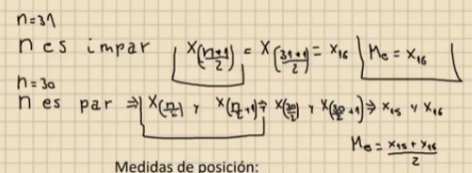 n=31
n es impar X(n+1/2) = X(31+1/2) = x16 Me = x16
n=30
n es par ⇒ X(n/2) y X(n/2+1) ⇒ X(30/2) y X(30/2+1) ⇒ x15 y x16
Me = x15 + x16 / 2
Medidas de posición: